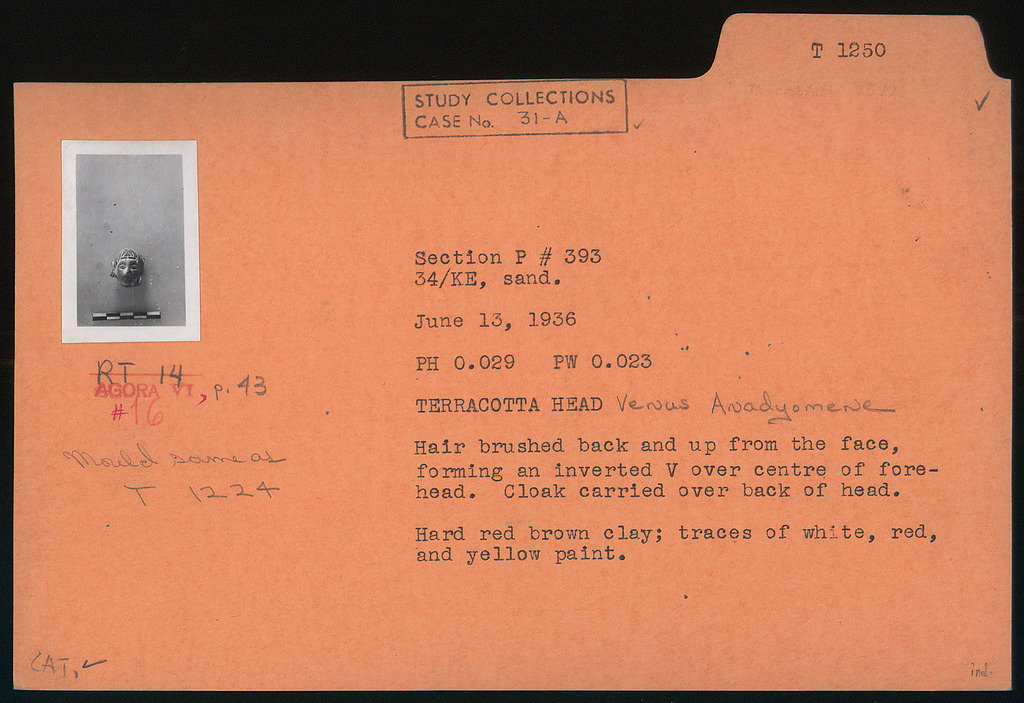 T 1250
STUDY COLLECTIONS
CASE No. 31-A
Section P # 393
34/KE, sand.
June 13, 1936
PH 0.029 PW 0.023
TERRACOTTA HEAD Venus Anadyomene
Hair brushed back and up from the face,
forming an inverted V over centre of fore-
head. Cloak carried over back of head.
Hard red brown clay; traces of white, red,
and yellow paint.
RT 14
AGORA VI, p. 43
#16
Mould same as
T 1224
CAT. ✓